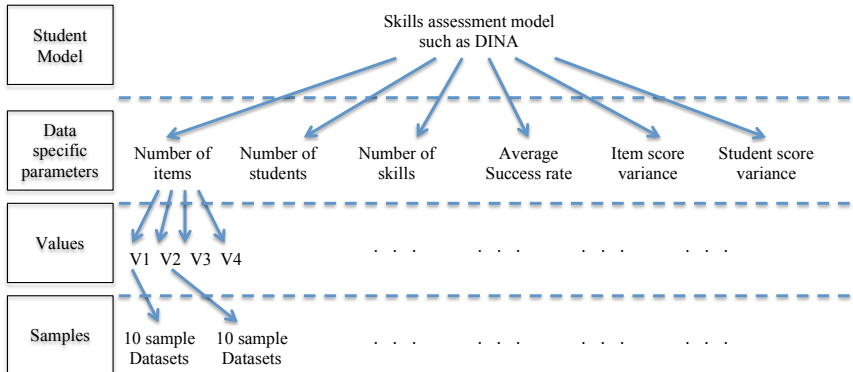 Student
Model
Skills assessment model
such as DINA
Data
specific
parameters
Number of
items
Number of
students
Number of
skills
Average
Success rate
Item score
variance
Student score
variance
Values
V1 V2 V3 V4
. . .
. . .
. . .
. . .
Samples
10 sample
Datasets
10 sample
Datasets
. . .
. . .
. . .
. . .